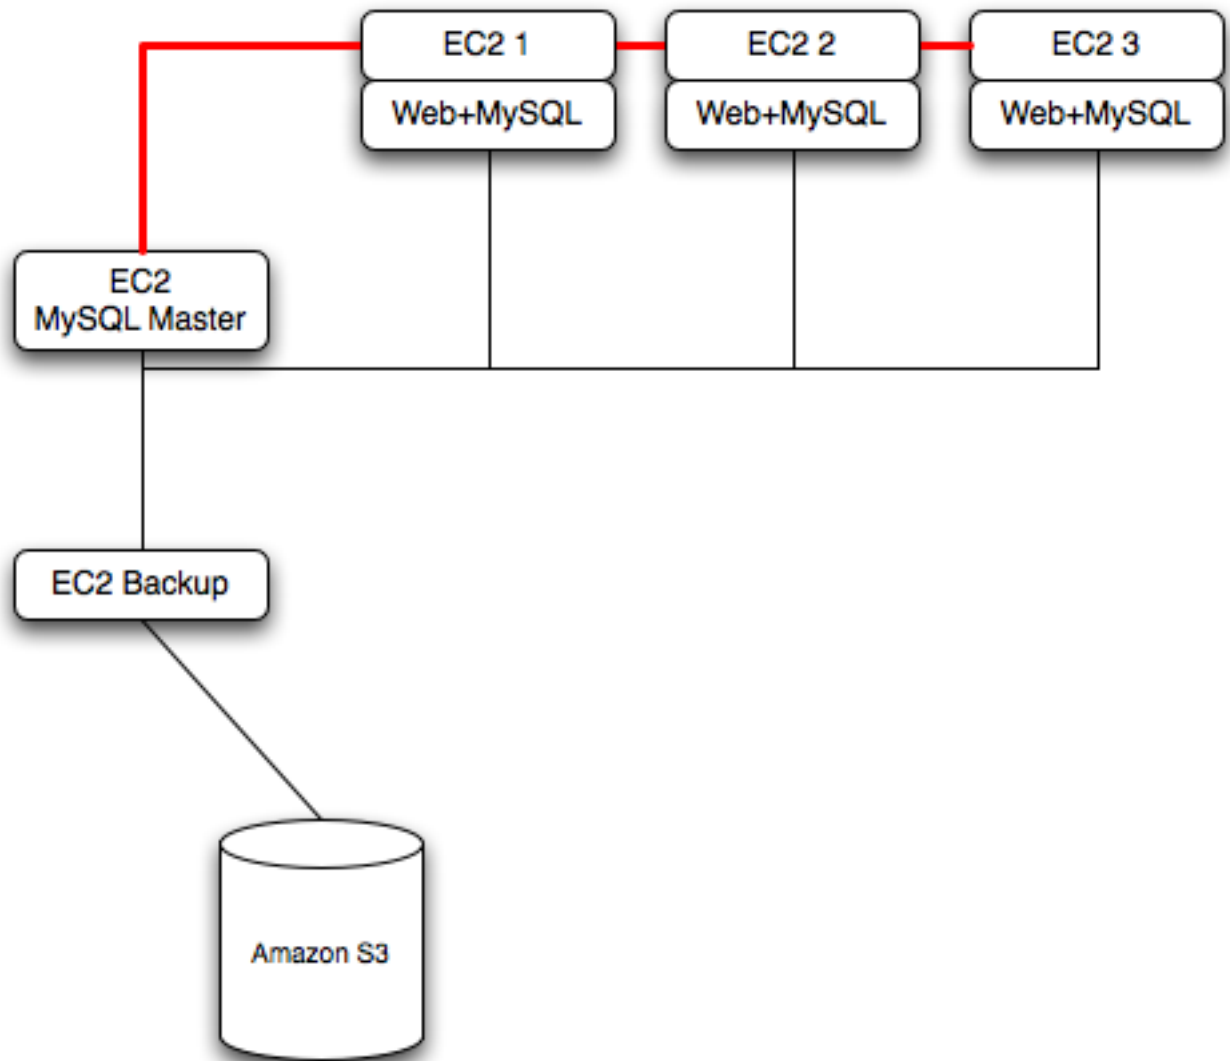 EC2 1
EC2 2
EC2 3
Web+MySQL
Web+MySQL
Web+MySQL
EC2
MySQL Master
EC2 Backup
Amazon S3